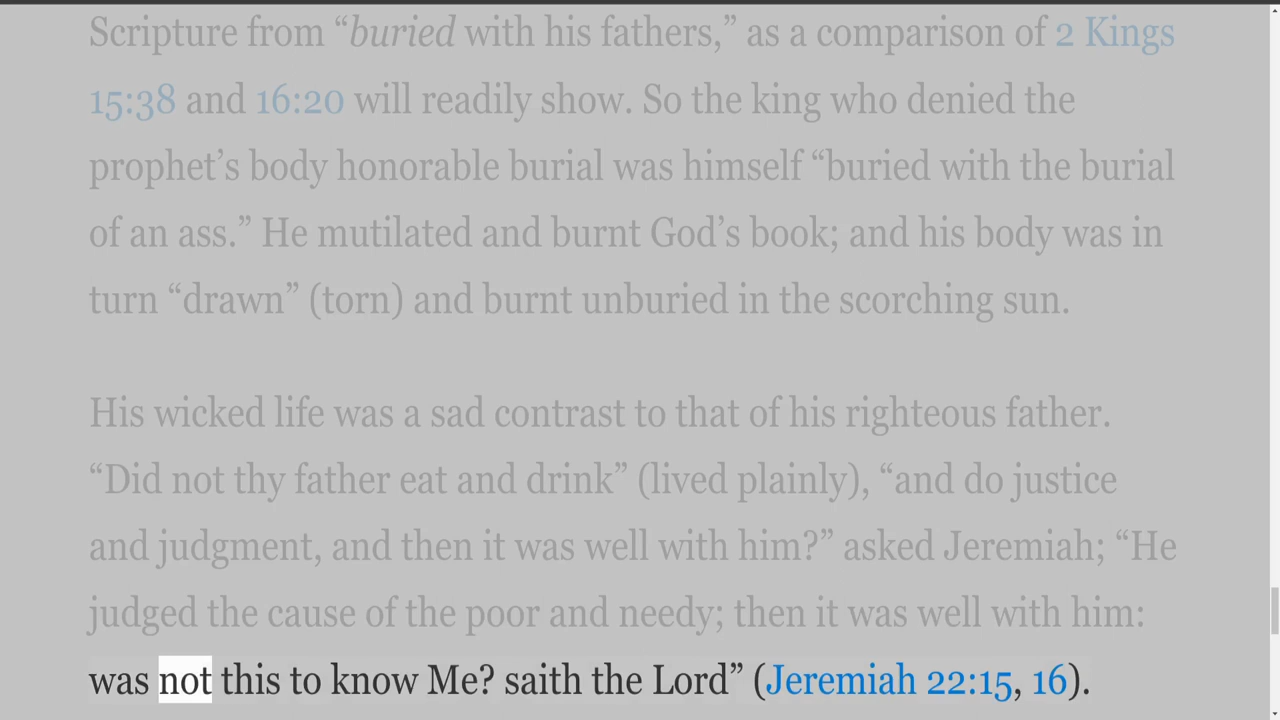 Scripture from “buried with his fathers,” as a comparison of 2 Kings
15:38 and 16:20 will readily show. So the king who denied the
prophet’s body honorable burial was himself “buried with the burial
of an ass.” He mutilated and burnt God’s book; and his body was in
turn “drawn” (torn) and burnt unburied in the scorching sun.
His wicked life was a sad contrast to that of his righteous father.
“Did not thy father eat and drink” (lived plainly), “and do justice
and judgment, and then it was well with him?” asked Jeremiah; “He
judged the cause of the poor and needy; then it was well with him:
was not this to know Me? saith the Lord” (Jeremiah 22:15, 16).